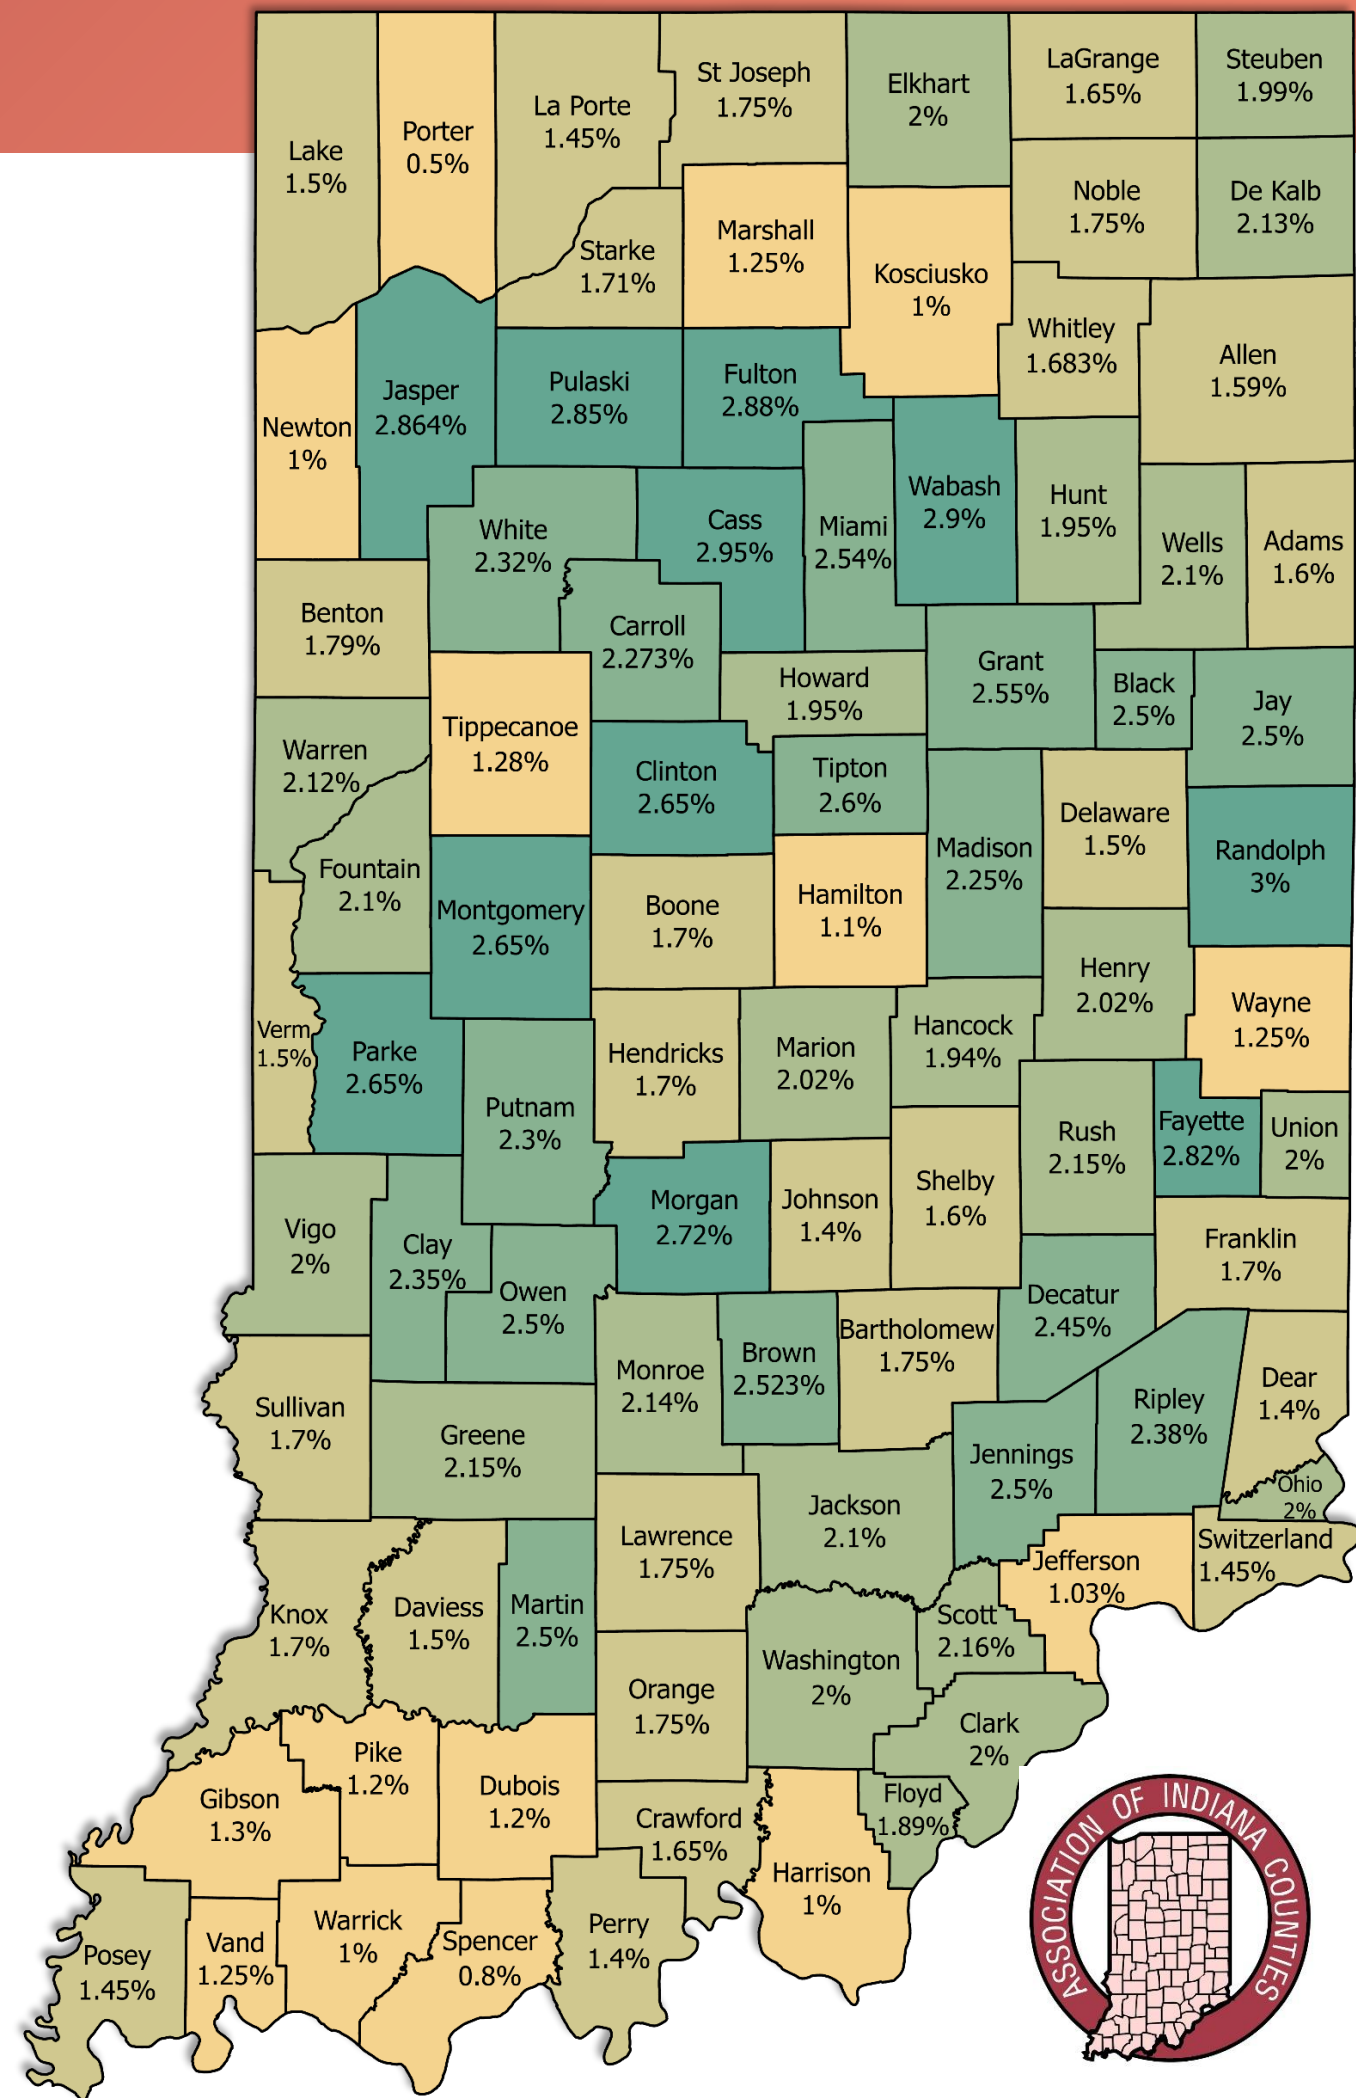 Lake
1.5%
Porter
0.5%
La Porte
1.45%
St Joseph
1.75%
Elkhart
2%
LaGrange
1.65%
Steuben
1.99%
Noble
1.75%
De Kalb
2.13%
Starke
1.71%
Marshall
1.25%
Kosciusko
1%
Whitley
1.683%
Allen
1.59%
Newton
1%
Jasper
2.864%
Pulaski
2.85%
Fulton
2.88%
White
2.32%
Cass
2.95%
Miami
2.54%
Wabash
2.9%
Hunt
1.95%
Wells
2.1%
Adams
1.6%
Benton
1.79%
Carroll
2.273%
Howard
1.95%
Grant
2.55%
Black
2.5%
Jay
2.5%
Warren
2.12%
Tippecanoe
1.28%
Clinton
2.65%
Tipton
2.6%
Madison
2.25%
Delaware
1.5%
Randolph
3%
Fountain
2.1%
Montgomery
2.65%
Boone
1.7%
Hamilton
1.1%
Henry
2.02%
Wayne
1.25%
Verm
1.5%
Parke
2.65%
Putnam
2.3%
Hendricks
1.7%
Marion
2.02%
Hancock
1.94%
Rush
2.15%
Fayette
2.82%
Union
2%
Vigo
2%
Clay
2.35%
Owen
2.5%
Morgan
2.72%
Johnson
1.4%
Shelby
1.6%
Franklin
1.7%
Decatur
2.45%
Sullivan
1.7%
Greene
2.15%
Monroe
2.14%
Brown
2.523%
Bartholomew
1.75%
Jennings
2.5%
Ripley
2.38%
Dear
1.4%
Ohio
2%
Switzerland
1.45%
Jefferson
1.03%
Jackson
2.1%
Lawrence
1.75%
Knox
1.7%
Daviess
1.5%
Martin
2.5%
Orange
1.75%
Washington
2%
Scott
2.16%
Clark
2%
Floyd
1.89%
Gibson
1.3%
Pike
1.2%
Dubois
1.2%
Crawford
1.65%
Harrison
1%
Posey
1.45%
Vand
1.25%
Warrick
1%
Spencer
0.8%
Perry
1.4%
ASSOCIATION OF INDIANA COUNTIES